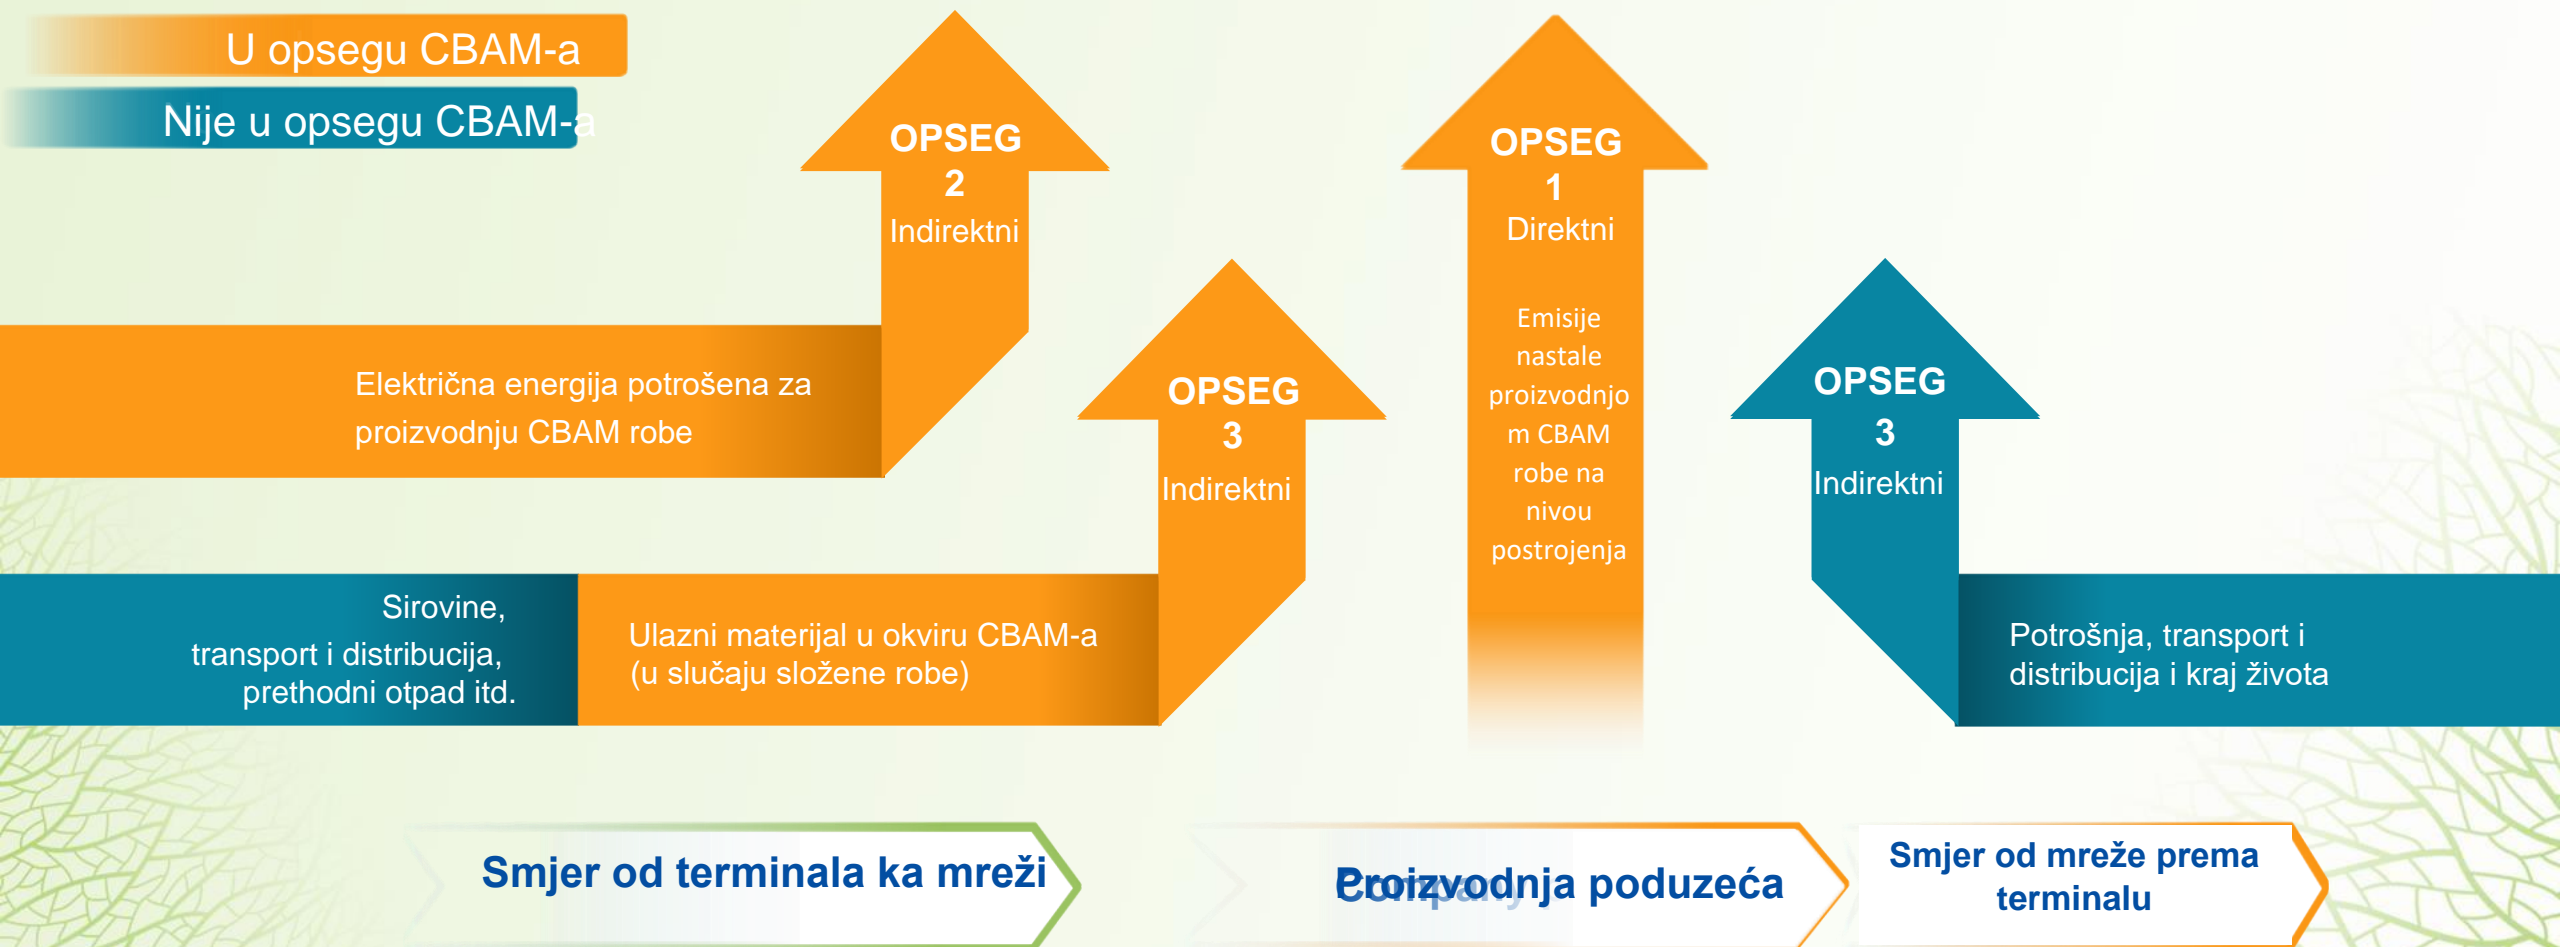 U opsegu CBAM-a
Nije u opsegu CBAM-a
OPSEG
2
Indirektni
Električna energija potrošena za
proizvodnju CBAM robe
OPSEG
3
Indirektni
Sirovine,
transport i distribucija,
prethodni otpad itd.
Ulazni materijal u okviru CBAM-a
(u slučaju složene robe)
OPSEG
1
Direktni
Emisije
nastale
proizvodnjo
m CBAM
robe na
nivou
postrojenja
OPSEG
3
Indirektni
Potrošnja, transport i
distribucija i kraj života
Smjer od terminala ka mreži
Proizvodnja poduzeća
Company
Smjer od mreže prema
terminalu